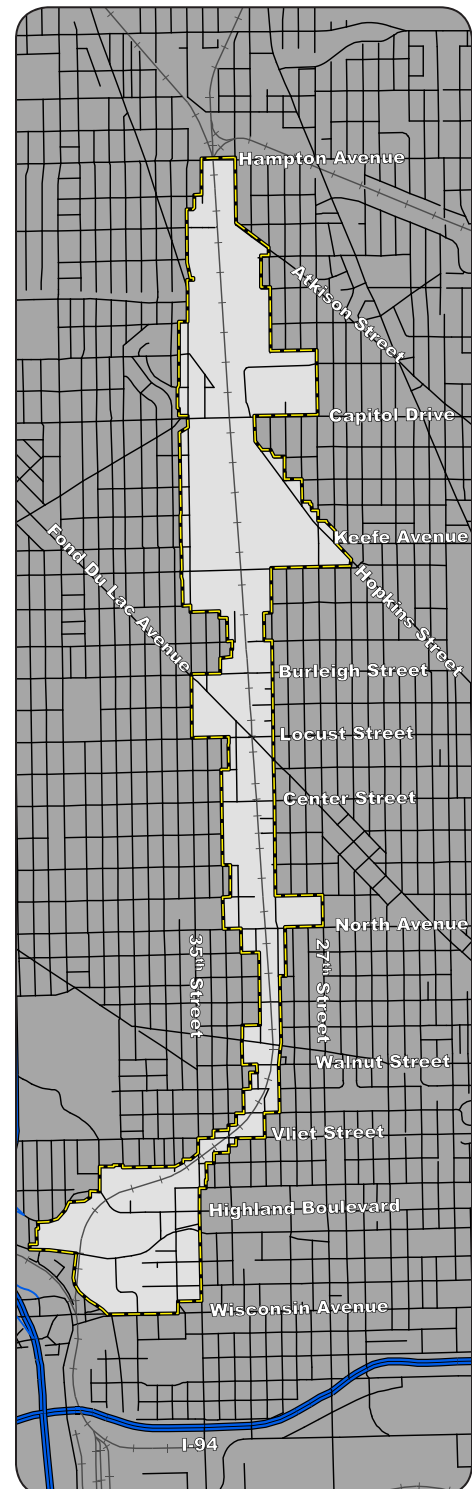 Hampton Avenue
Atkison Street
Capitol Drive
Keefe Avenue
Fond Du Lac Avenue
Hopkins Street
Burleigh Street
Locust Street
Center Street
North Avenue
35th Street
27th Street
Walnut Street
Vliet Street
Highland Boulevard
Wisconsin Avenue
I-94